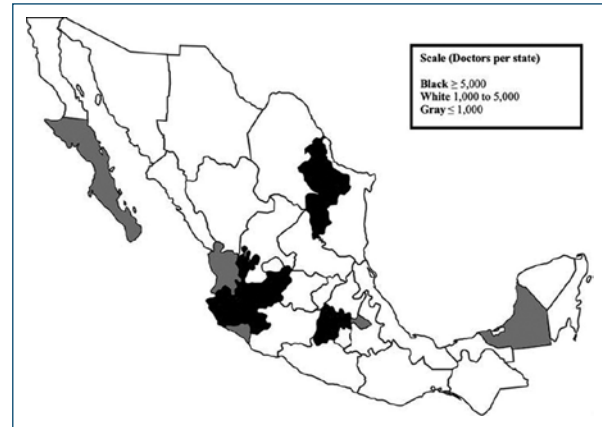 Scale (Doctors per state)
Black ≥ 5,000
White 1,000 to 5,000
Gray ≤ 1,000